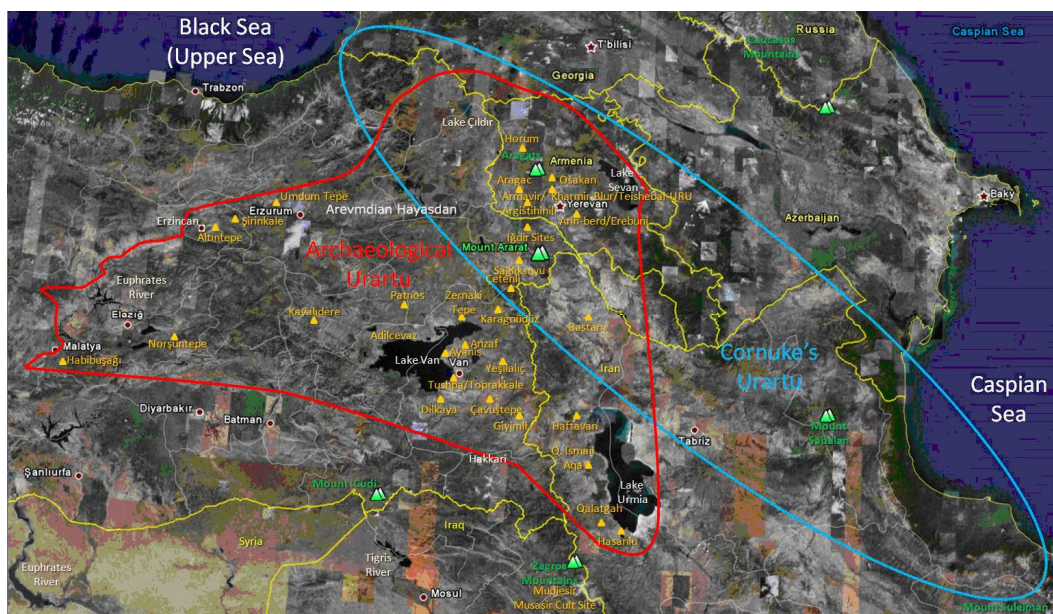 Black Sea
(Upper Sea)
Russia
Caspian Sea
T'bilisi
Caucasus
Mountains
Georgia
Trabzon
Lake Çıldır
Horum
Aragats
Armenia
Lake
Sevan
Aragac
Ošakan
Armavir/
Argistihinili
Kharmir Blur/Teishebai URU
Yerevan
Arin-berd/Erebuni
Baky
Azerbaijan
Umdum Tepe
Erzurum
Arevmdian Hayasdan
Erzincan
Şirinkale
Altıntepe
Iğdir Sites
Mount Ararat
Archaeological
Urartu
Sağlıksuyu
Cetenli
Euphrates
River
Elazığ
Patnos
Zernaki
Tepe
Karagnüdüz
Kayalıdere
Bastam
Adilcevaz
Norşuntepe
Malatya
Habibuşağı
Anzaf
Ayanis
Lake Van
Van
Yeşilalıç
Iran
Cornuke's
Urartu
Caspian
Sea
Tushpa/Toprakkale
Dilkaya
Çavuştepe
Giyimli
Haftavan
Diyarbakır
Batman
Tabriz
Mount
Sabalan
Hakkari
Q. Ismail
Aga
Şanlıurfa
Mount Cudi
Lake
Urmia
Qalatgah
Hasanlu
Iraq
Syria
Tigris
River
Zagros
Mountains
Euphrates
River
Mudjesir
Musasir Cult Site
Mosul
Mount Suleiman